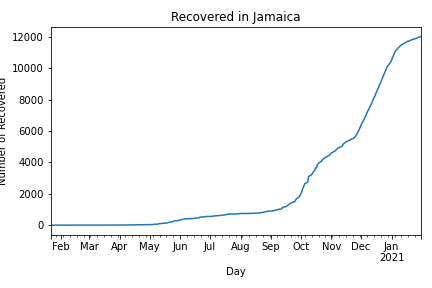 Recovered in Jamaica
Number of Recovered
12000
10000
8000
6000
4000
2000
0
Feb Mar Apr May Jun Jul Aug Sep Oct Nov Dec Jan
2021
Day